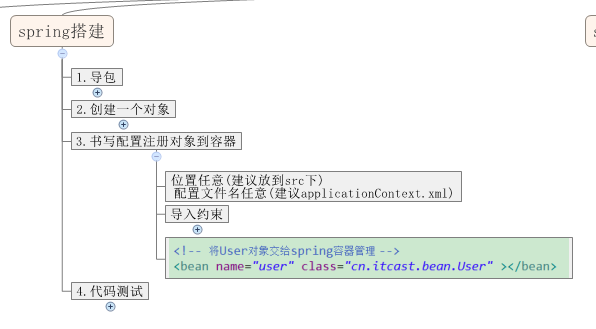 spring搭建
1.导包
2.创建一个对象
3.书写配置注册对象到容器
位置任意(建议放到src下)
配置文件名任意(建议applicationContext.xml)
导入约束
<!-- 将User对象交给spring容器管理 -->
<bean name="user" class="cn.itcast.bean.User" ></bean>
4.代码测试